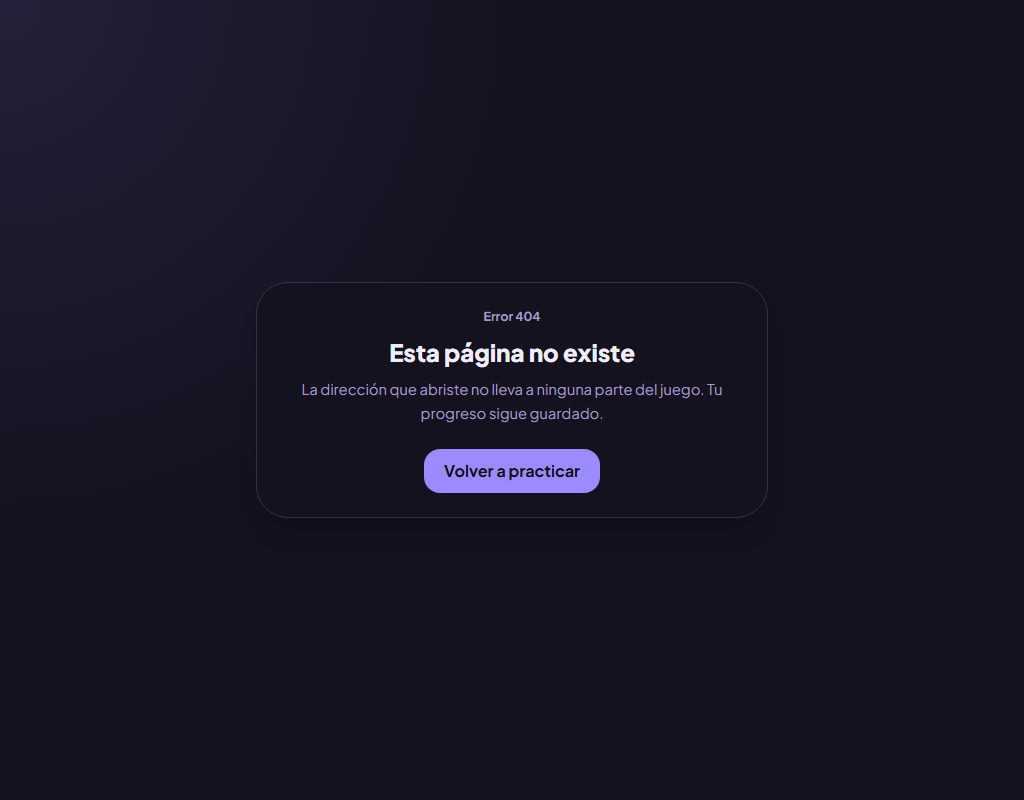 Error 404
Esta página no existe
La dirección que abriste no lleva a ninguna parte del juego. Tu
progreso sigue guardado.
Volver a practicar